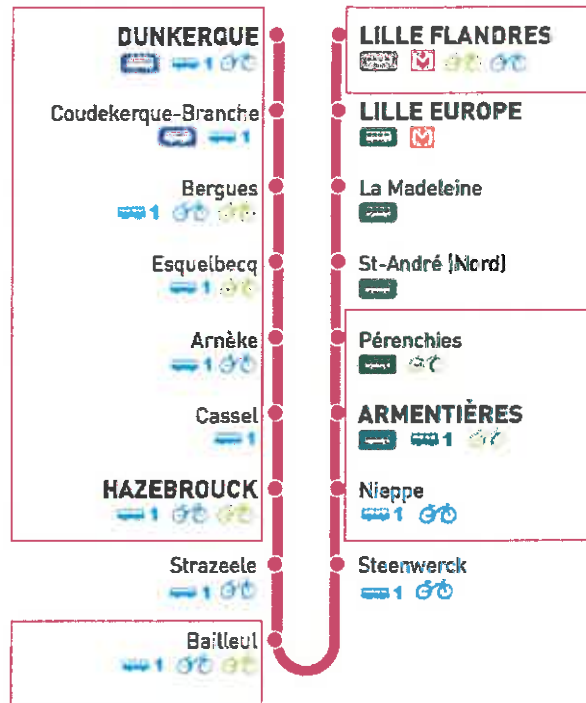 DUNKERQUE
1
Coudekerque-Branche
1
Bergues
1
Esquelbecq
1
Arnèke
1
Cassel
1
HAZEBROUCK
1
Strazeele
1
Bailleul
1
LILLE FLANDRES
M
LILLE EUROPE
M
La Madeleine
St-André (Nord)
Pérenchies
ARMENTIÈRES
1
Nieppe
1
Steenwerck
1